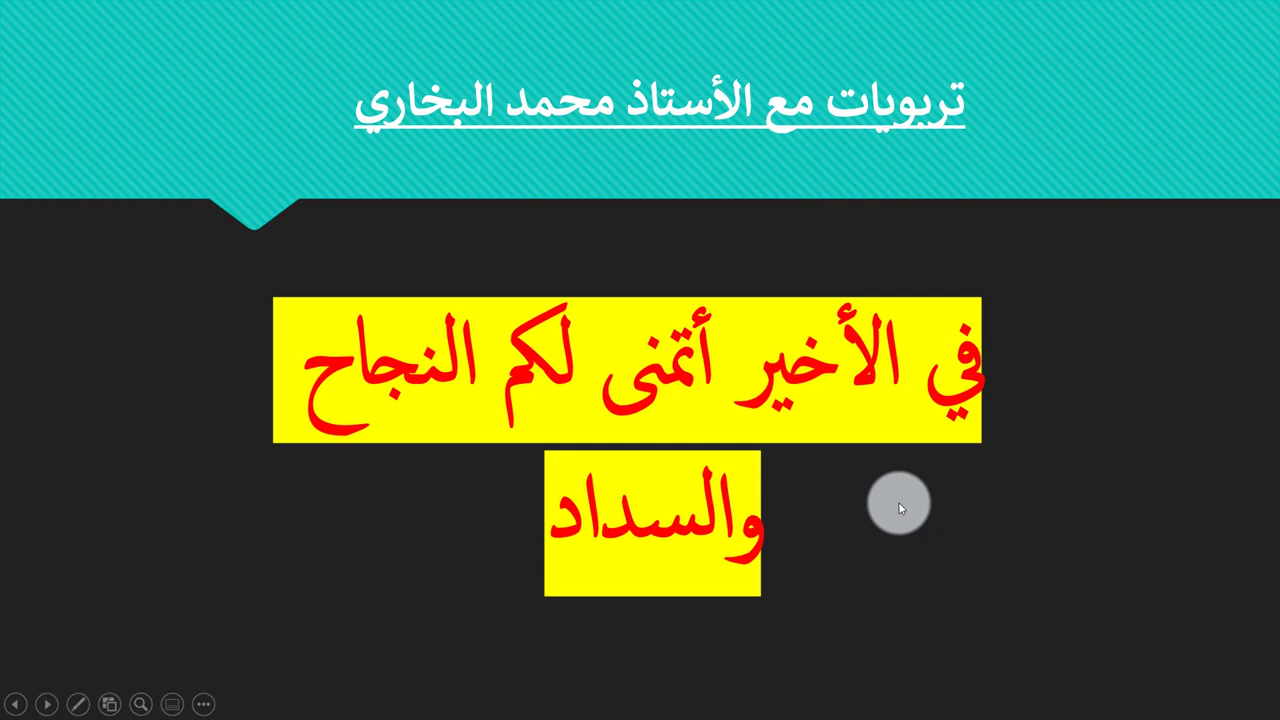 تربويات مع الأستاذ محمد البخاري
في الأخير أتمنى لكم النجاح
والسداد